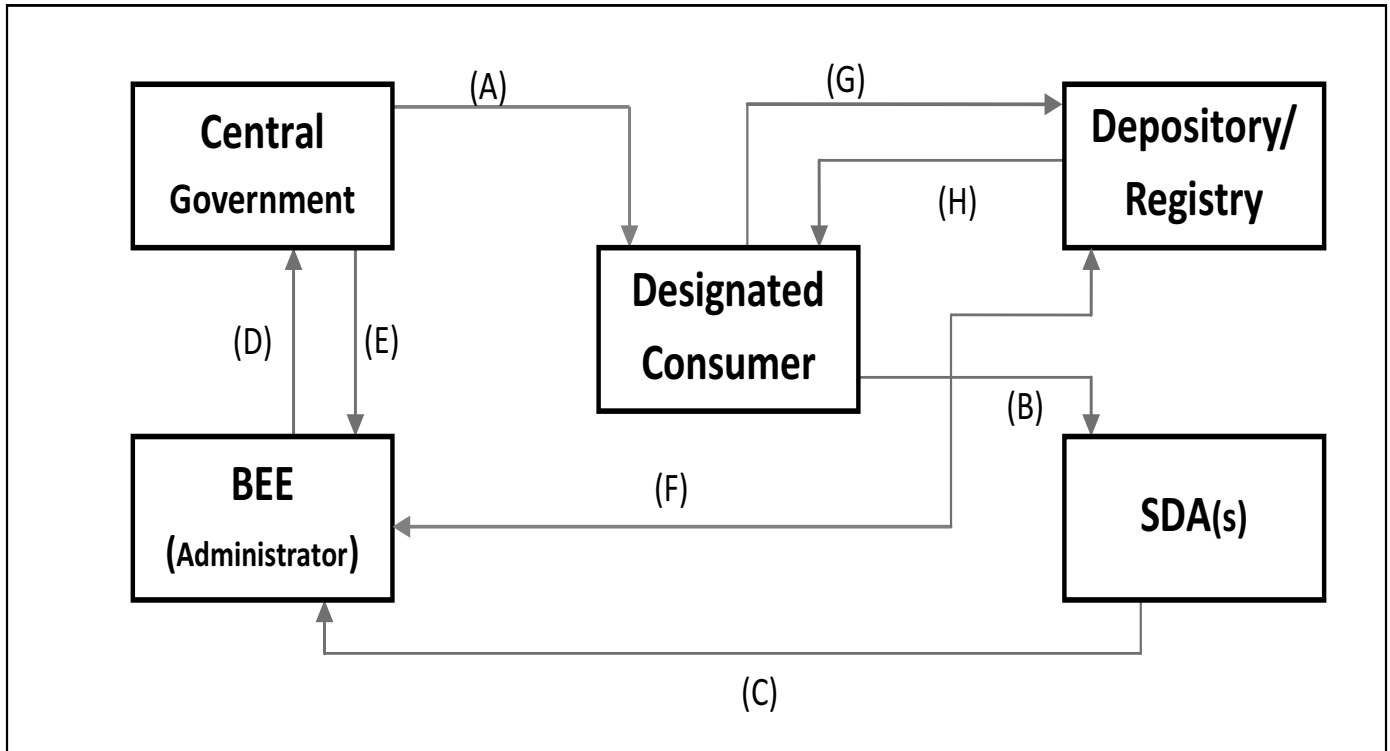 (A)
(G)
Central
Government
Depository/
Registry
(H)
Designated
Consumer
(D)
(E)
(B)
BEE
(Administrator)
(F)
SDA(s)
(C)